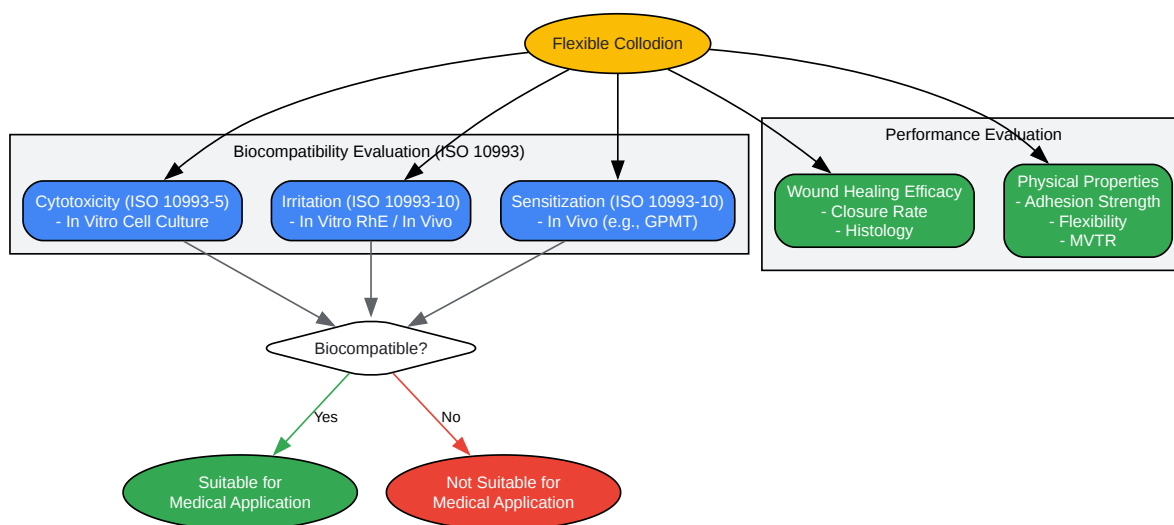 Flexible Collodion
Performance Evaluation
Biocompatibility Evaluation (ISO 10993)
Cytotoxicity (ISO 10993-5)
- In Vitro Cell Culture
Irritation (ISO 10993-10)
- In Vitro RhE / In Vivo
Sensitization (ISO 10993-10)
- In Vivo (e.g., GPMT)
Wound Healing Efficacy
- Closure Rate
- Histology
Physical Properties
- Adhesion Strength
- Flexibility
- MVTR
Biocompatible?
Yes
No
Suitable for
Medical Application
Not Suitable for
Medical Application